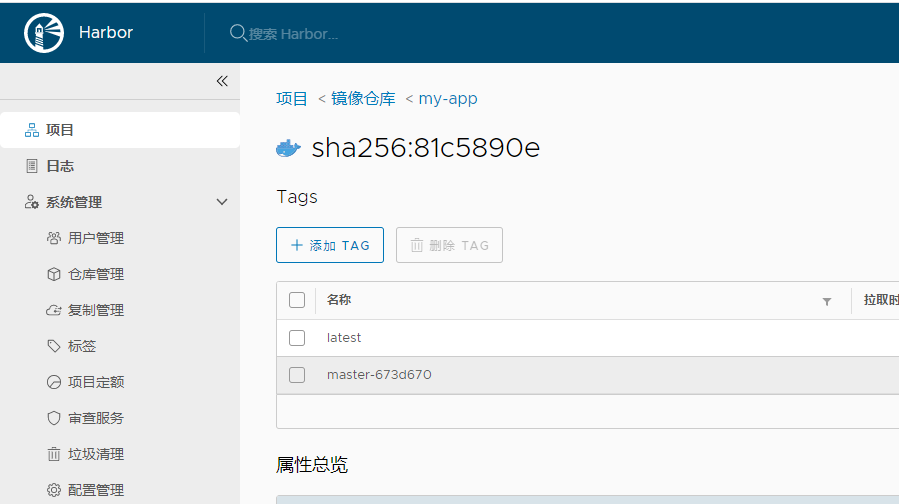 Harbor
搜索 Harbor...
项目 < 镜像仓库 < my-app
sha256:81c5890e
Tags
添加 TAG 删除 TAG
名称 拉取时
latest
master-673d670
属性总览
项目
日志
系统管理
用户管理
仓库管理
复制管理
标签
项目定额
审查服务
垃圾清理
配置管理